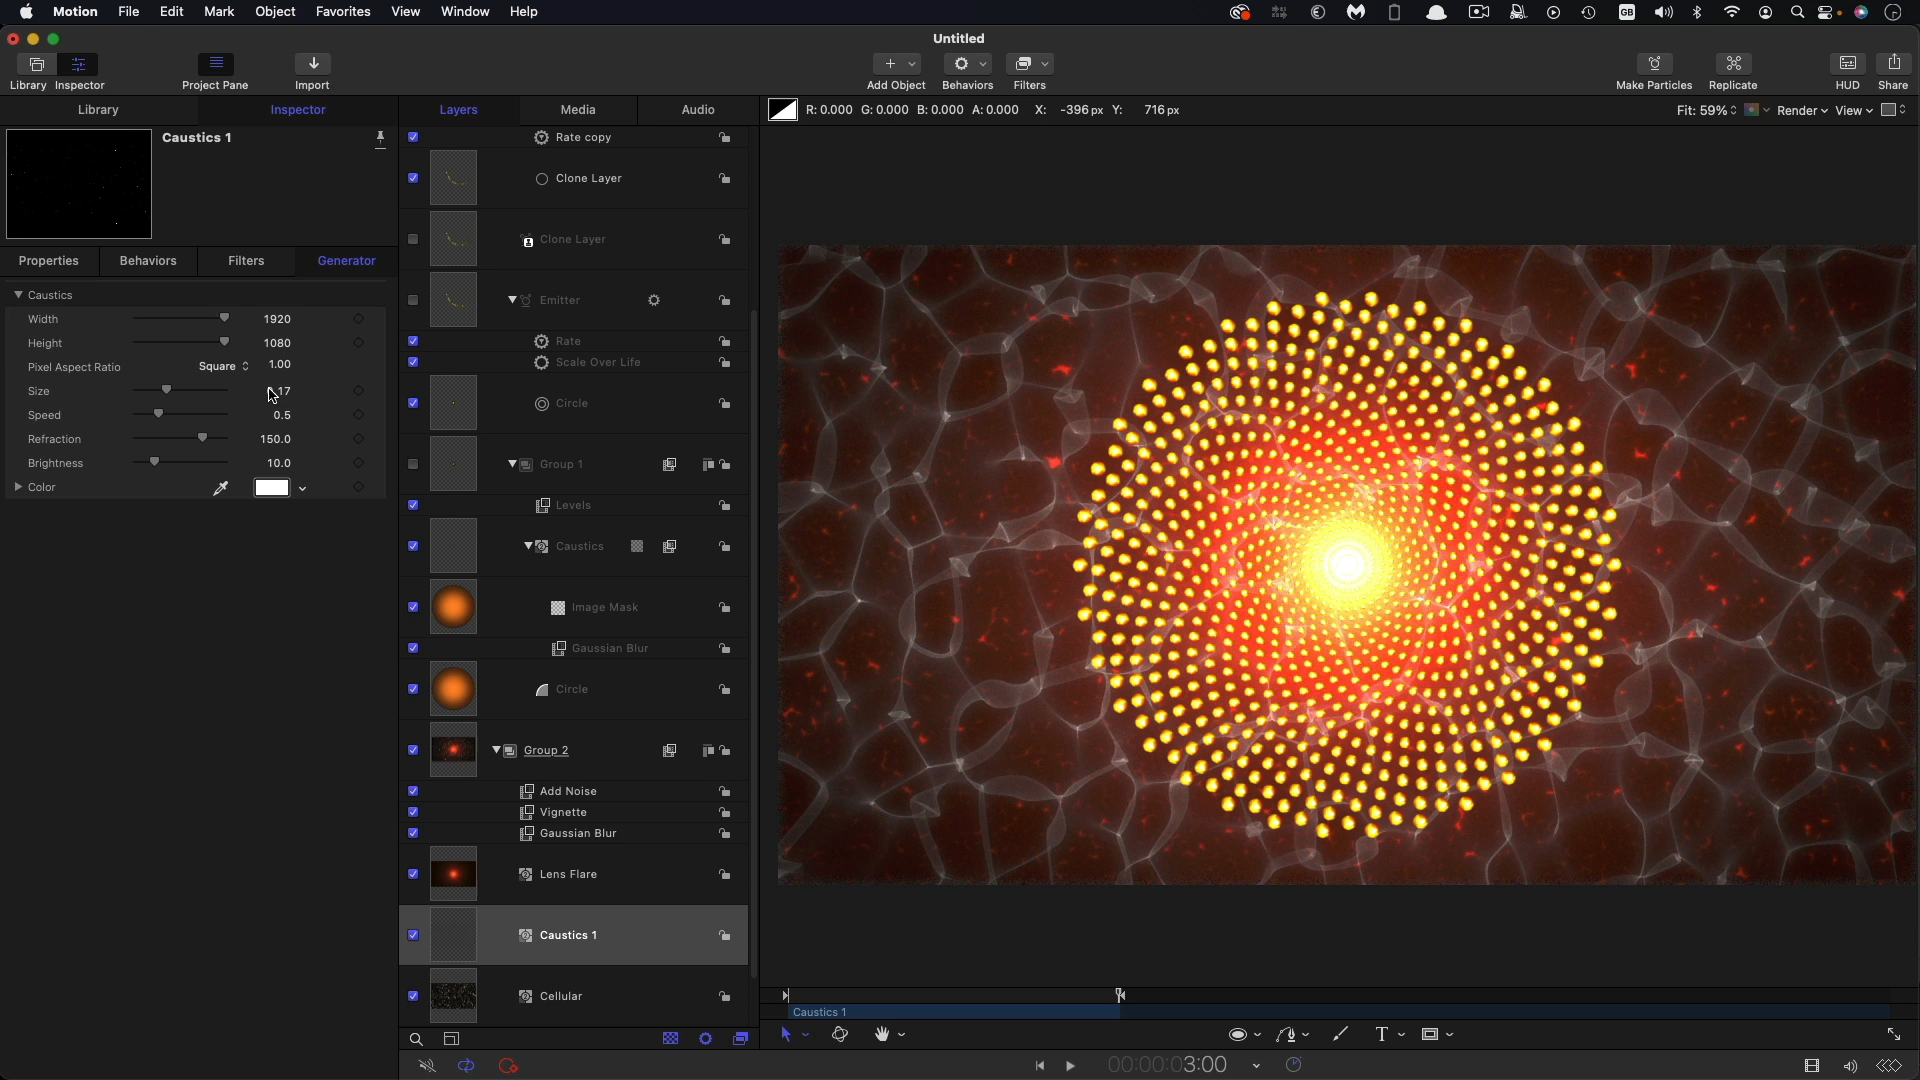 Motion File Edit Mark Object Favorites View Window Help
GB
Untitled
Library Inspector Project Pane Import Add Object Behaviors Filters Make Particles Replicate HUD Share
Library Inspector Layers Media Audio
R: 0.000 G: 0.000 B: 0.000 A: 0.000 X: -396 px Y: 716 px
Fit: 59% Render View
Caustics 1
Properties Behaviors Filters Generator
Caustics
Width 1920
Height 1080
Pixel Aspect Ratio Square 1.00
Size 17
Speed 0.5
Refraction 150.0
Brightness 10.0
Color
Rate copy
Clone Layer
Clone Layer
Emitter
Rate
Scale Over Life
Circle
Group 1
Levels
Caustics
Image Mask
Gaussian Blur
Circle
Group 2
Add Noise
Vignette
Gaussian Blur
Lens Flare
Caustics 1
Cellular
Caustics 1
T
00:00:03:00